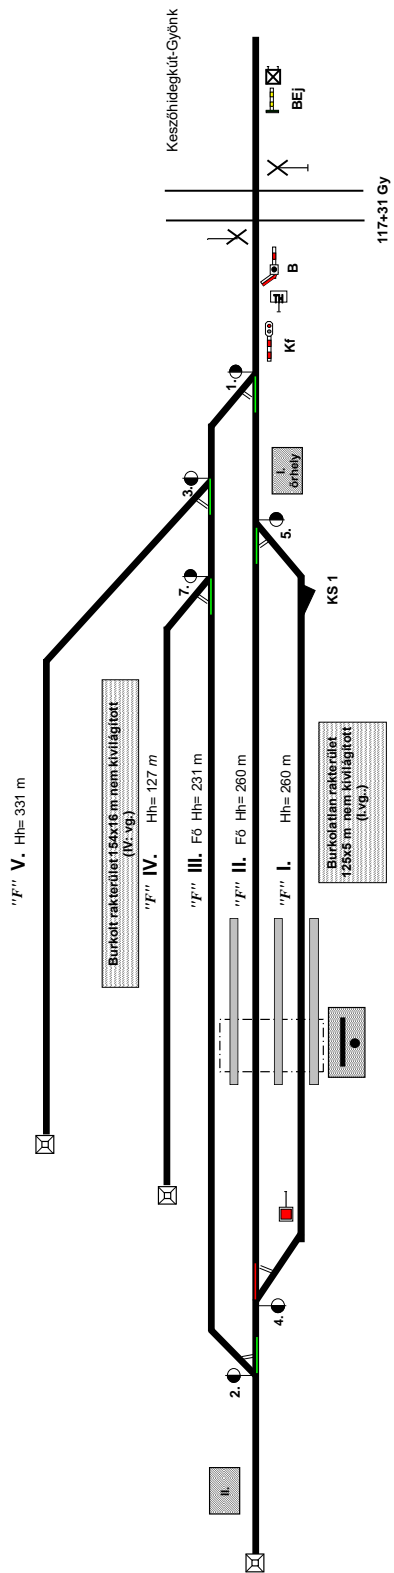 Keszőhidegkút-Gyönk
BEj
117+31 Gy
B
TH
Kf
1.
3.
I.
őrhely
5.
7.
KS 1
"F" V. Hh= 331 m
Burkolt rakterület 154x16 m nem kivilágított
(IV: vg.)
"F" IV. Hh= 127 m
"F" III. Fő Hh= 231 m
"F" II. Fő Hh= 260 m
"F" I. Hh= 260 m
Burkolatlan rakterület
125x5 m nem kivilágított
(I.vg..)
4.
2.
II.